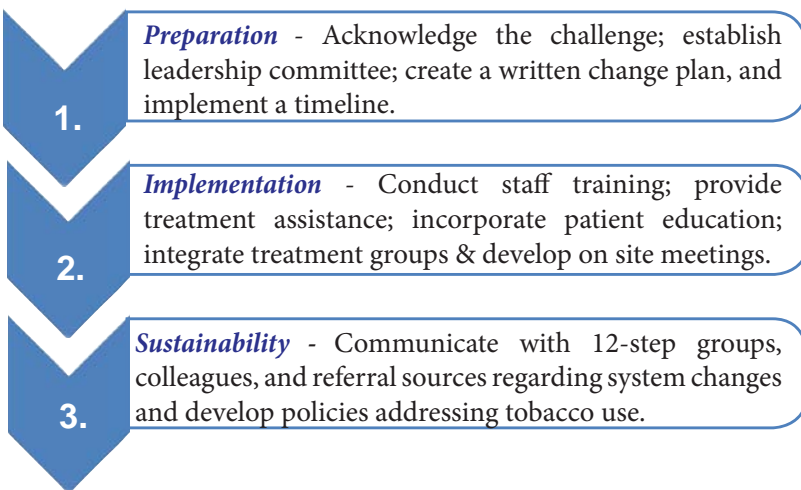 1.
Preparation - Acknowledge the challenge; establish
leadership committee; create a written change plan, and
implement a timeline.
2.
Implementation - Conduct staff training; provide
treatment assistance; incorporate patient education;
integrate treatment groups & develop on site meetings.
3.
Sustainability - Communicate with 12-step groups,
colleagues, and referral sources regarding system changes
and develop policies addressing tobacco use.